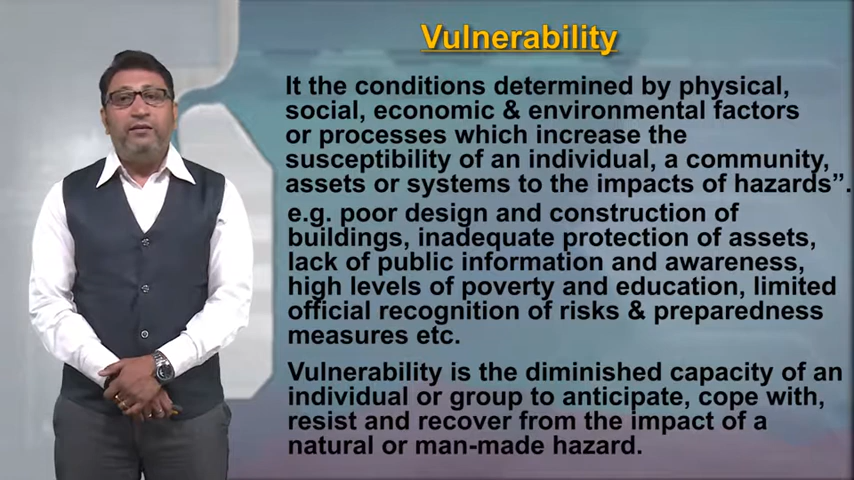 Vulnerability
It the conditions determined by physical,
social, economic & environmental factors
or processes which increase the
susceptibility of an individual, a community,
assets or systems to the impacts of hazards”.
e.g. poor design and construction of
buildings, inadequate protection of assets,
lack of public information and awareness,
high levels of poverty and education, limited
official recognition of risks & preparedness
measures etc.
Vulnerability is the diminished capacity of an
individual or group to anticipate, cope with,
resist and recover from the impact of a
natural or man-made hazard.